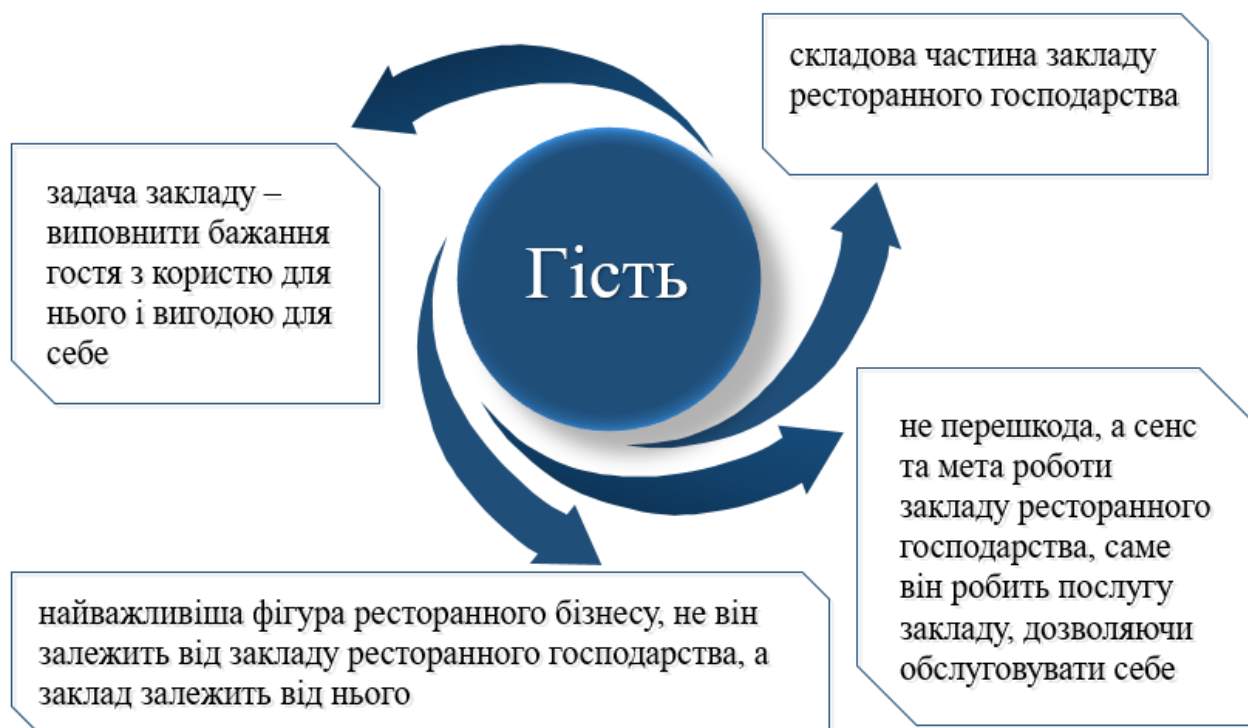 складова частина закладу
ресторанного господарства
задача закладу –
виповнити бажання
гостя з користю для
нього і вигодою для
себе
Гість
не перешкода, а сенс
та мета роботи
закладу ресторанного
господарства, саме
він робить послугу
закладу, дозволяючи
обслуговувати себе
найважливіша фігура ресторанного бізнесу, не він
залежить від закладу ресторанного господарства, а
заклад залежить від нього